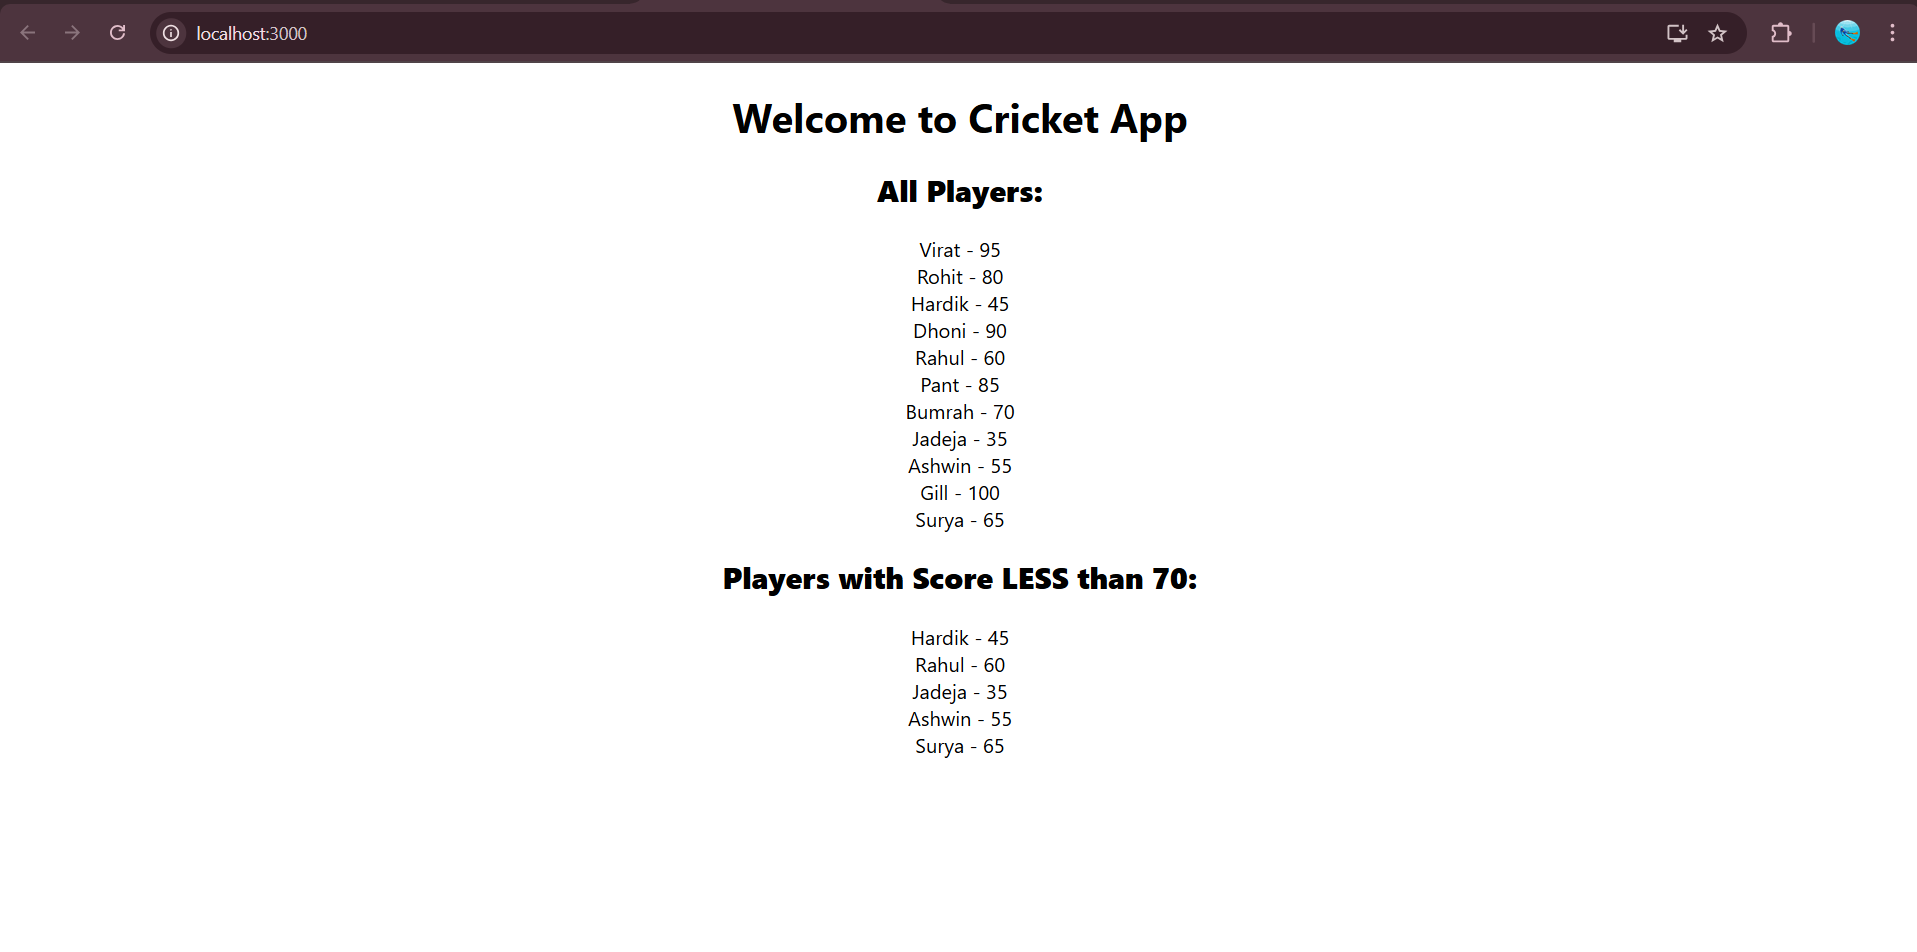 localhost:3000
Welcome to Cricket App
All Players:
Virat - 95
Rohit - 80
Hardik - 45
Dhoni - 90
Rahul - 60
Pant - 85
Bumrah - 70
Jadeja - 35
Ashwin - 55
Gill - 100
Surya - 65
Players with Score LESS than 70:
Hardik - 45
Rahul - 60
Jadeja - 35
Ashwin - 55
Surya - 65